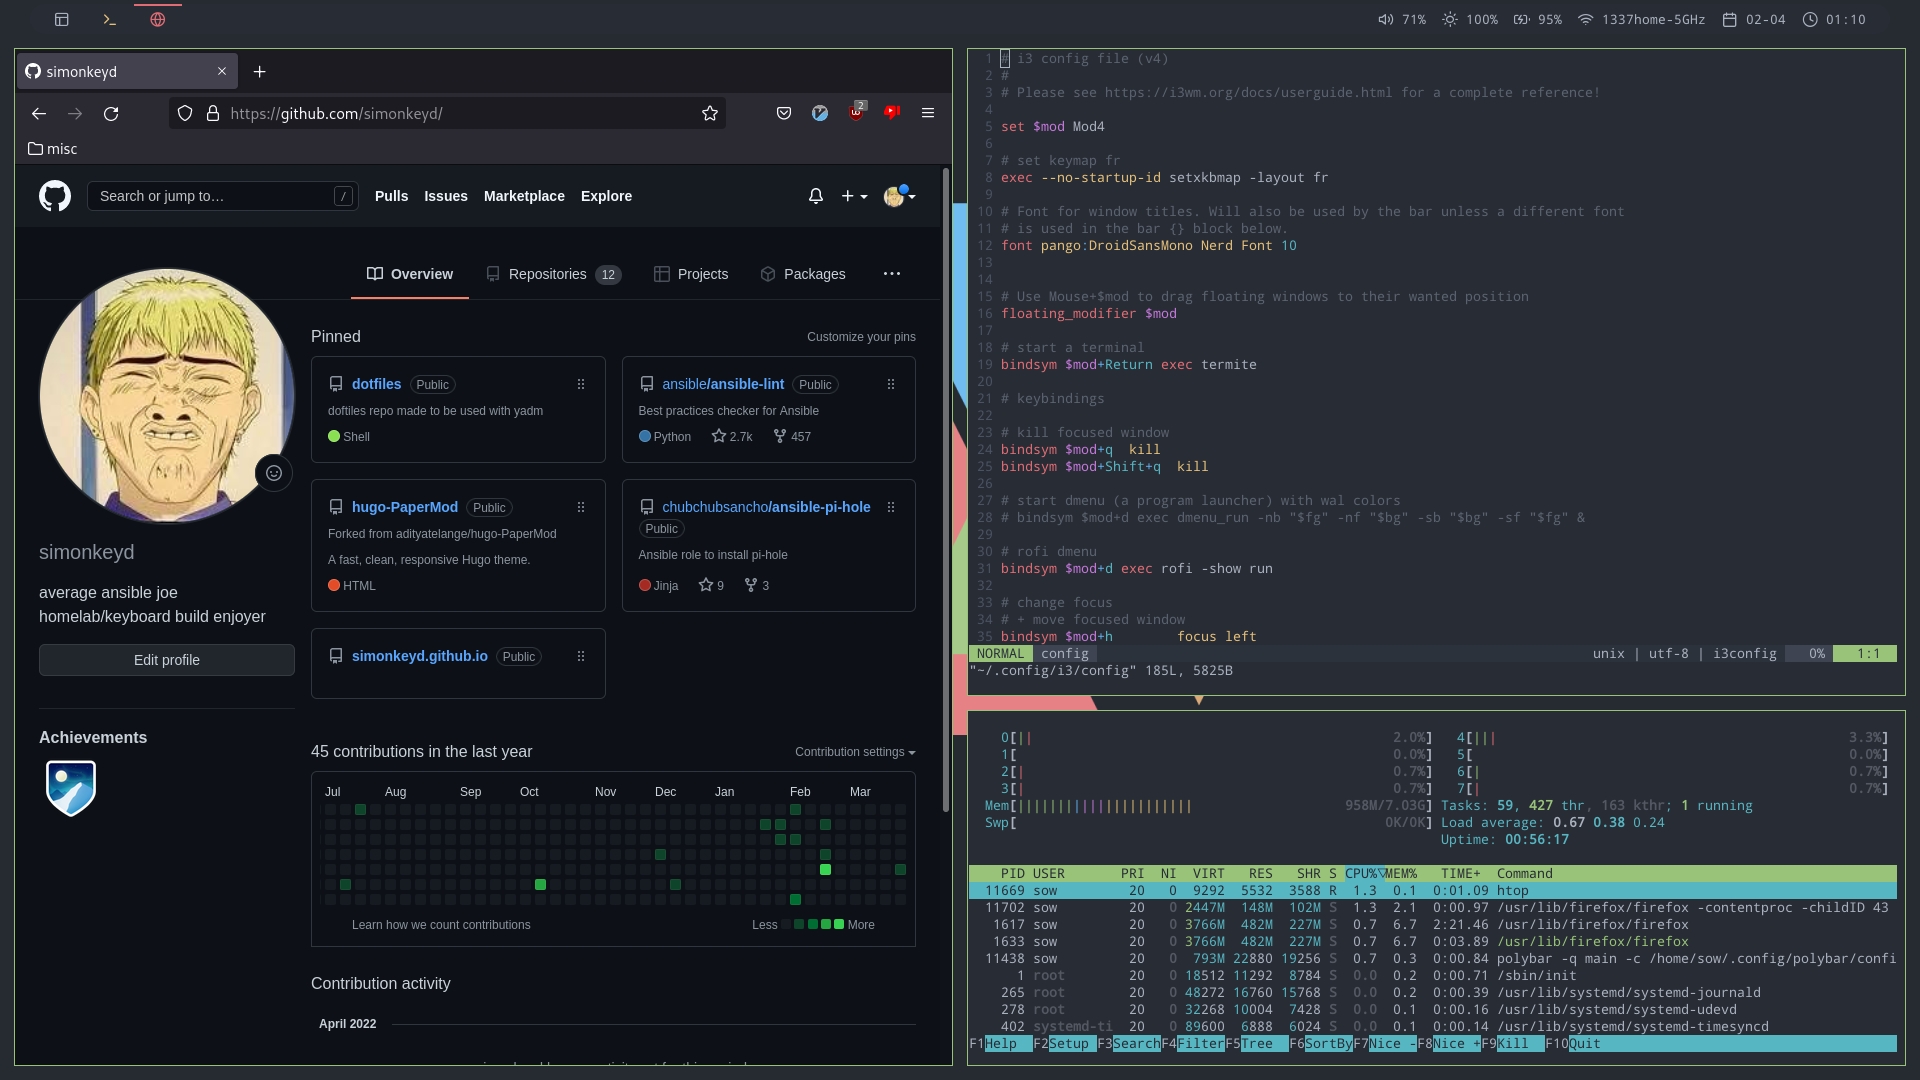 71% 100% 95% 1337home-5GHz 02-04 01:10
simonkeyd
https://github.com/simonkeyd/
2
misc
Search or jump to… /
Pulls Issues Marketplace Explore
Overview Repositories 12 Projects Packages
Pinned
Customize your pins
dotfiles Public
doftiles repo made to be used with yadm
Shell
ansible/ansible-lint Public
Best practices checker for Ansible
Python 2.7k 457
hugo-PaperMod Public
Forked from adityatelange/hugo-PaperMod
A fast, clean, responsive Hugo theme.
HTML
chubchubsancho/ansible-pi-hole
Public
Ansible role to install pi-hole
Jinja 9 3
simonkeyd.github.io Public
simonkeyd
average ansible joe
homelab/keyboard build enjoyer
Edit profile
Achievements
45 contributions in the last year
Contribution settings
Jul Aug Sep Oct Nov Dec Jan Feb Mar
Learn how we count contributions
Less More
Contribution activity
April 2022
1 # i3 config file (v4)
2 #
3 # Please see https://i3wm.org/docs/userguide.html for a complete reference!
4
5 set $mod Mod4
6
7 # set keymap fr
8 exec --no-startup-id setxkbmap -layout fr
9
10 # Font for window titles. Will also be used by the bar unless a different font
11 # is used in the bar {} block below.
12 font pango:DroidSansMono Nerd Font 10
13
14
15 # Use Mouse+$mod to drag floating windows to their wanted position
16 floating_modifier $mod
17
18 # start a terminal
19 bindsym $mod+Return exec termite
20
21 # keybindings
22
23 # kill focused window
24 bindsym $mod+q  kill
25 bindsym $mod+Shift+q  kill
26
27 # start dmenu (a program launcher) with wal colors
28 # bindsym $mod+d exec dmenu_run -nb "$fg" -nf "$bg" -sb "$bg" -sf "$fg" &
29
30 # rofi dmenu
31 bindsym $mod+d exec rofi -show run
32
33 # change focus
34 # + move focused window
35 bindsym $mod+h        focus left
NORMAL config unix | utf-8 | i3config 0% 1:1
"~/.config/i3/config" 185L, 5825B
0[|| 2.0%] 4[||| 3.3%]
1[ 0.0%] 5[ 0.0%]
2[| 0.7%] 6[| 0.7%]
3[| 0.7%] 7[| 0.7%]
Mem[|||||||||||||||||||||| 958M/7.03G] Tasks: 59, 427 thr, 163 kthr; 1 running
Swp[ 0K/0K] Load average: 0.67 0.38 0.24
Uptime: 00:56:17
PID USER PRI NI VIRT RES SHR S CPU%▽MEM% TIME+ Command
11669 sow 20 0 9292 5532 3588 R 1.3 0.1 0:01.09 htop
11702 sow 20 0 2447M 148M 102M S 1.3 2.1 0:00.97 /usr/lib/firefox/firefox -contentproc -childID 43
1617 sow 20 0 3766M 482M 227M S 0.7 6.7 2:21.46 /usr/lib/firefox/firefox
1633 sow 20 0 3766M 482M 227M S 0.7 6.7 0:03.89 /usr/lib/firefox/firefox
11438 sow 20 0 793M 22880 19256 S 0.7 0.3 0:00.84 polybar -q main -c /home/sow/.config/polybar/confi
1 root 20 0 18512 11292 8784 S 0.0 0.2 0:00.71 /sbin/init
265 root 20 0 48272 16760 15768 S 0.0 0.2 0:00.39 /usr/lib/systemd/systemd-journald
278 root 20 0 32268 10004 7428 S 0.0 0.1 0:00.16 /usr/lib/systemd/systemd-udevd
402 systemd-ti 20 0 89600 6888 6024 S 0.0 0.1 0:00.14 /usr/lib/systemd/systemd-timesyncd
F1Help F2Setup F3SearchF4FilterF5Tree F6SortByF7Nice -F8Nice +F9Kill F10Quit